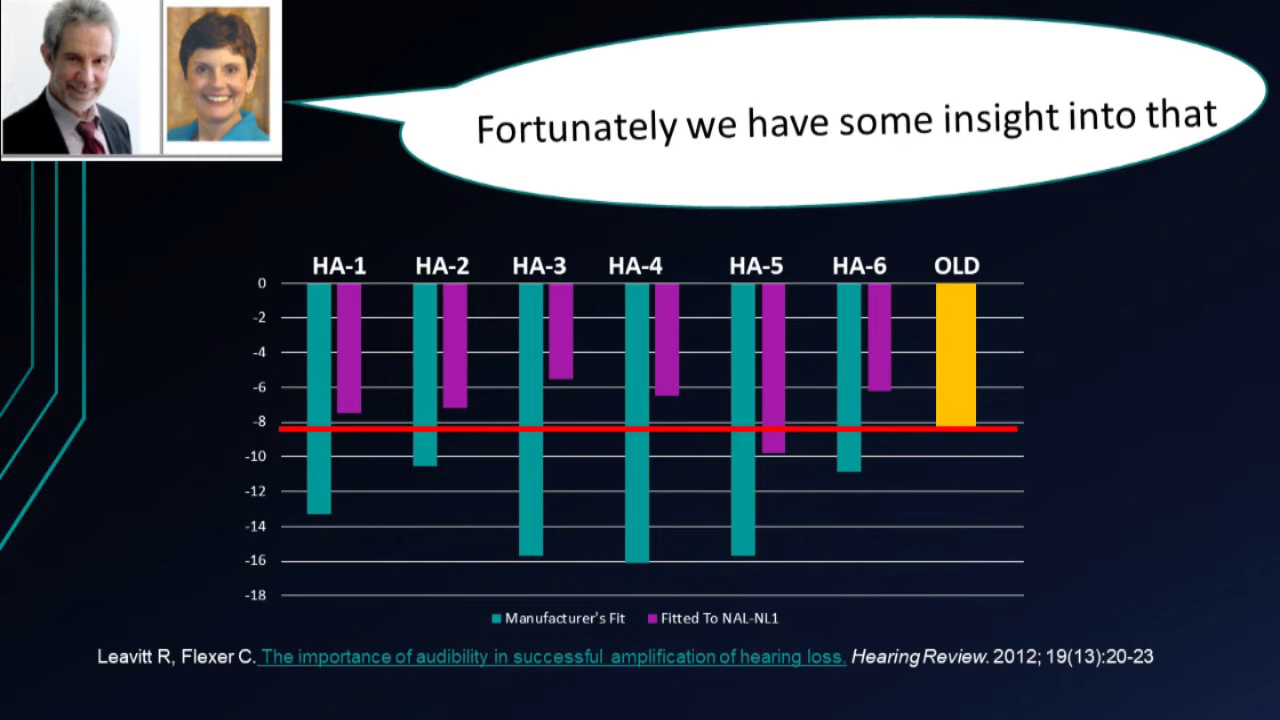 Fortunately we have some insight into that
HA-1 HA-2 HA-3 HA-4 HA-5 HA-6 OLD
0
-2
-4
-6
-8
-10
-12
-14
-16
-18
Manufacturer's Fit Fitted To NAL-NL1
Leavitt R, Flexer C. The importance of audibility in successful amplification of hearing loss. Hearing Review. 2012; 19(13):20-23